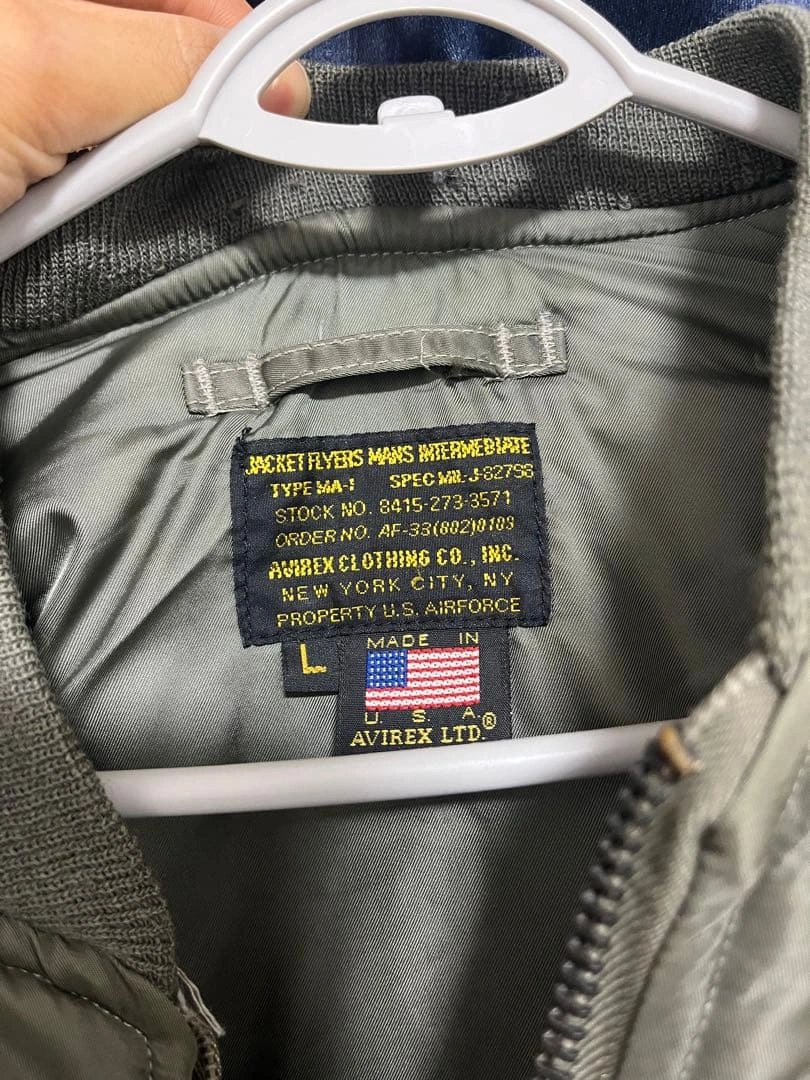 JACKET FLYERS MANS INTERMEDIATE
TYPE MA-1 SPEC MIL-J-8279S
STOCK NO. 8415-273-3571
ORDER NO. AF-33(802)0103
AVIREX CLOTHING CO., INC.
NEW YORK CITY, NY
PROPERTY U.S. AIRFORCE
L
MADE IN
U. S. A.
AVIREX LTD.®